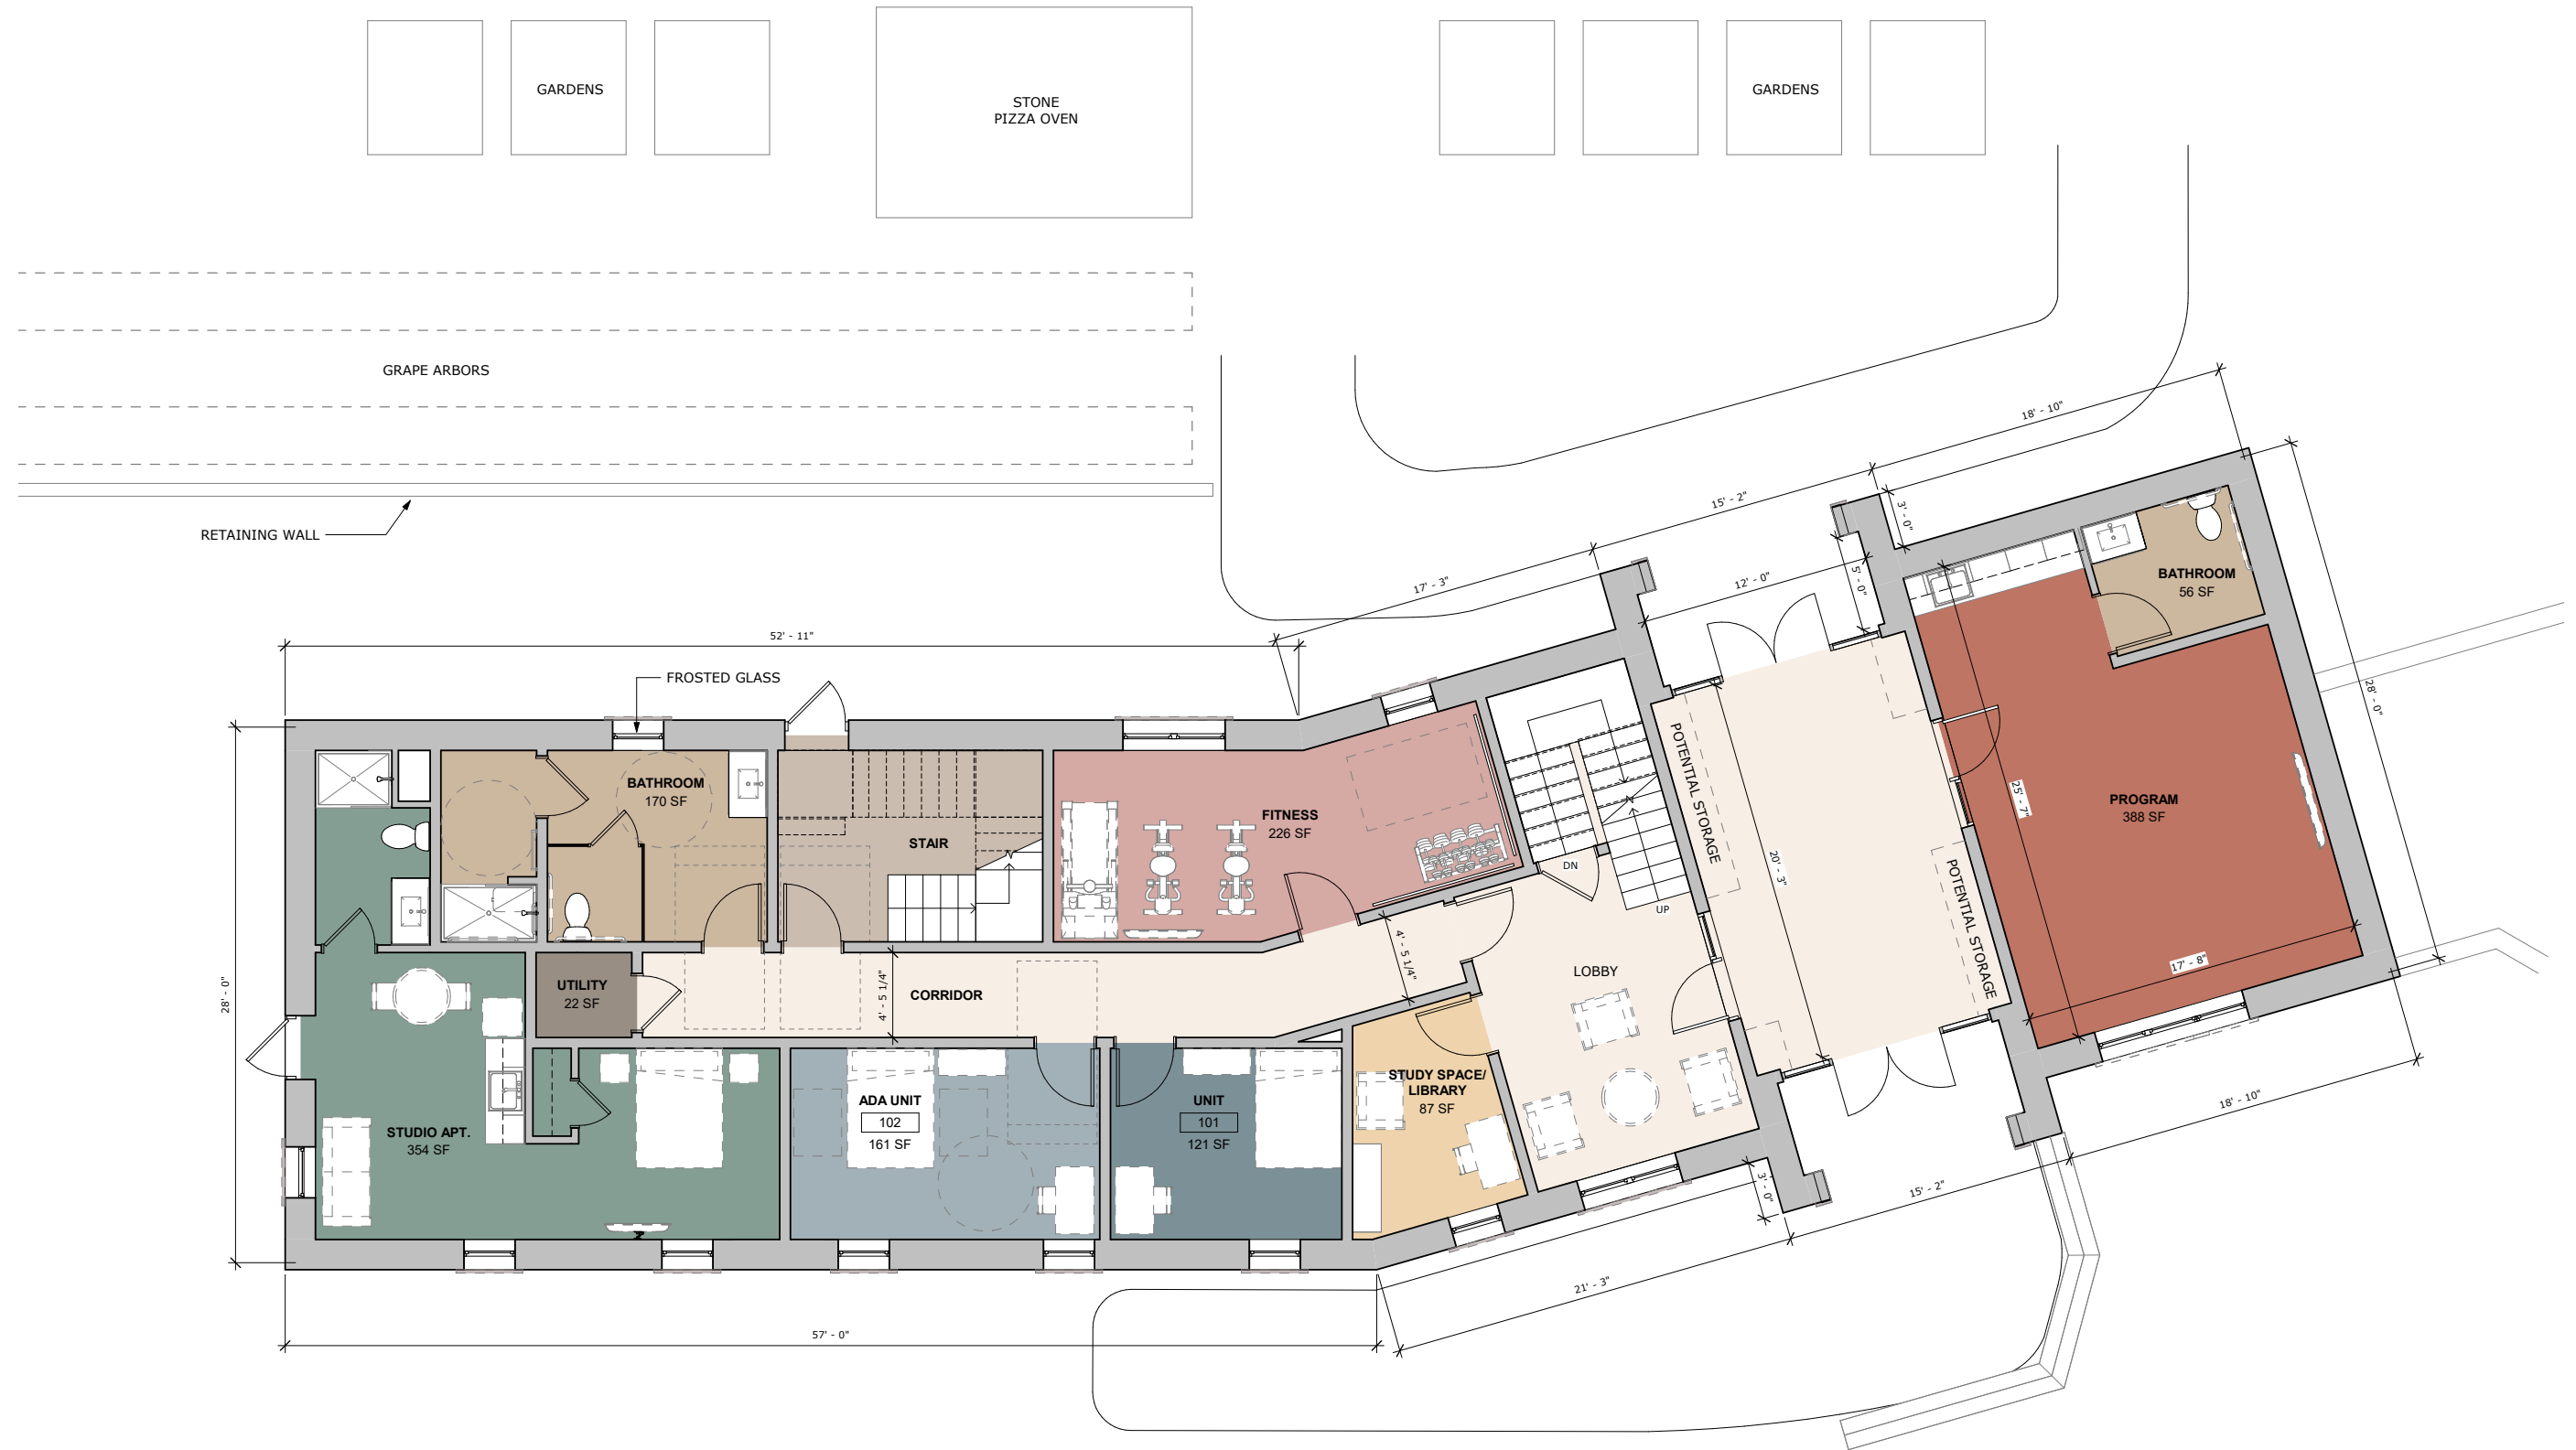 GARDENS
STONE
PIZZA OVEN
GARDENS
GRAPE ARBORS
RETAINING WALL
18' - 10"
15' - 2"
3' - 0"
17' - 3"
12' - 0"
5' - 0"
BATHROOM
56 SF
52' - 11"
FROSTED GLASS
28' - 0"
BATHROOM
170 SF
POTENTIAL STORAGE
25' - 7"
PROGRAM
388 SF
FITNESS
226 SF
STAIR
20' - 3"
DN
UP
POTENTIAL STORAGE
4' - 5 1/4"
17' - 8"
LOBBY
28' - 0"
UTILITY
22 SF
4' - 5 1/4"
CORRIDOR
STUDY SPACE/
LIBRARY
87 SF
ADA UNIT
102
161 SF
UNIT
101
121 SF
STUDIO APT.
354 SF
18' - 10"
3' - 0"
15' - 2"
21' - 3"
57' - 0"